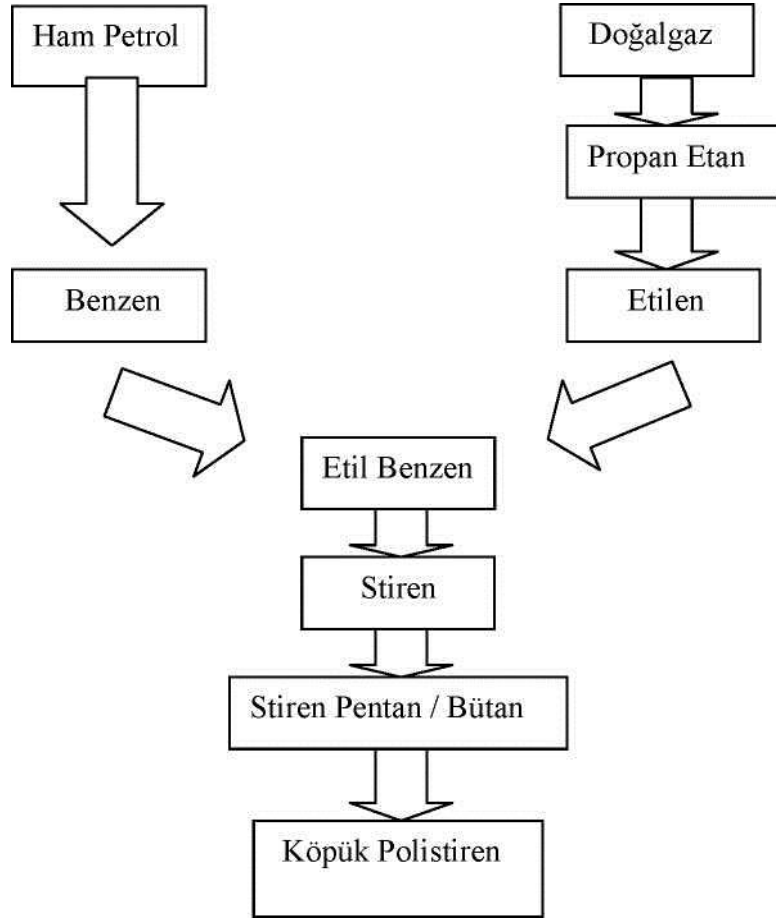 Ham Petrol
Doğalgaz
Propan Etan
Benzen
Etilen
Etil Benzen
Stiren
Stiren Pentan / Bütan
Köpük Polistiren